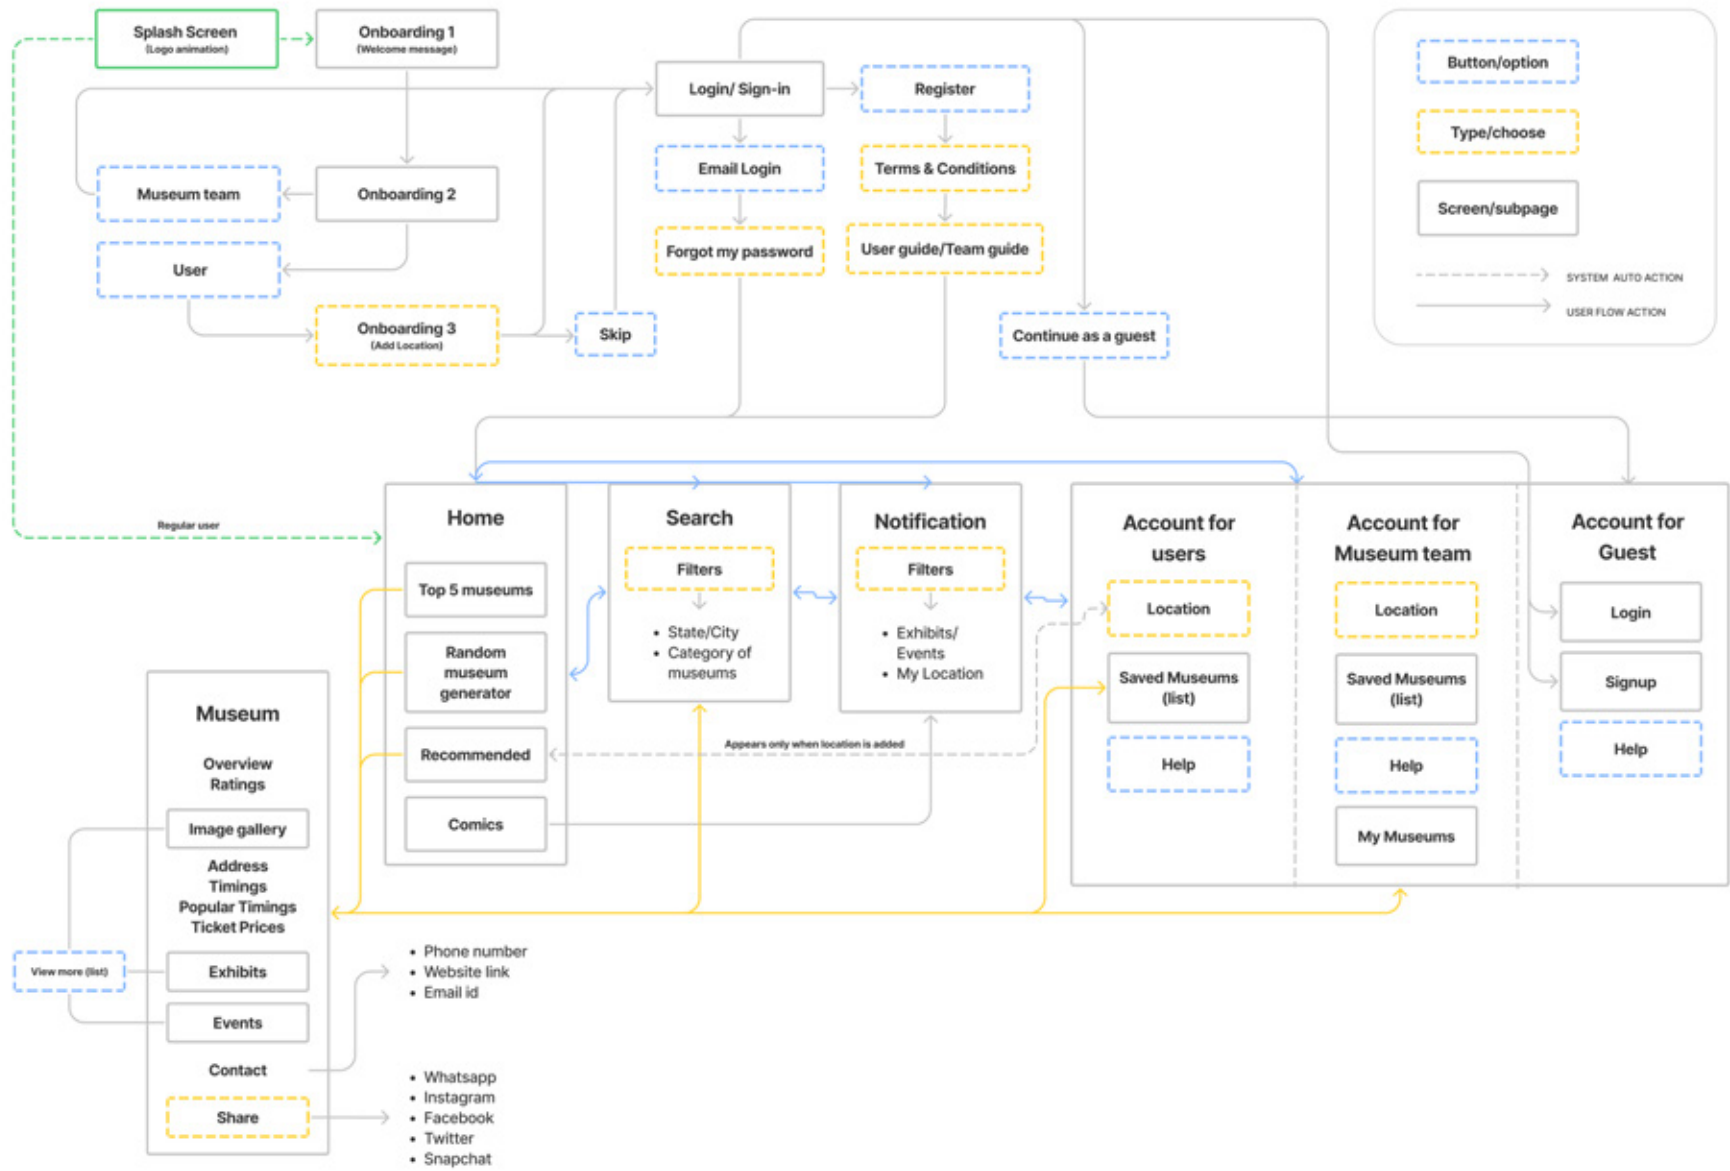 Splash Screen
(Logo animation)
Onboarding 1
(Welcome message)
Login/ Sign-in
Register
Button/option
Type/choose
Screen/subpage
SYSTEM AUTO ACTION
USER FLOW ACTION
Museum team
Onboarding 2
Email Login
Terms & Conditions
User
Forgot my password
User guide/Team guide
Onboarding 3
(Add Location)
Skip
Continue as a guest
Regular user
Home
Top 5 museums
Random
museum
generator
Recommended
Comics
Search
Filters
• State/City
• Category of
museums
Notification
Filters
• Exhibits/
Events
• My Location
Appears only when location is added
Account for
users
Location
Saved Museums
(list)
Help
Account for
Museum team
Location
Saved Museums
(list)
Help
My Museums
Account for
Guest
Login
Signup
Help
Museum
Overview
Ratings
Image gallery
Address
Timings
Popular Timings
Ticket Prices
View more (list)
Exhibits
Events
Contact
Share
• Phone number
• Website link
• Email id
• Whatsapp
• Instagram
• Facebook
• Twitter
• Snapchat